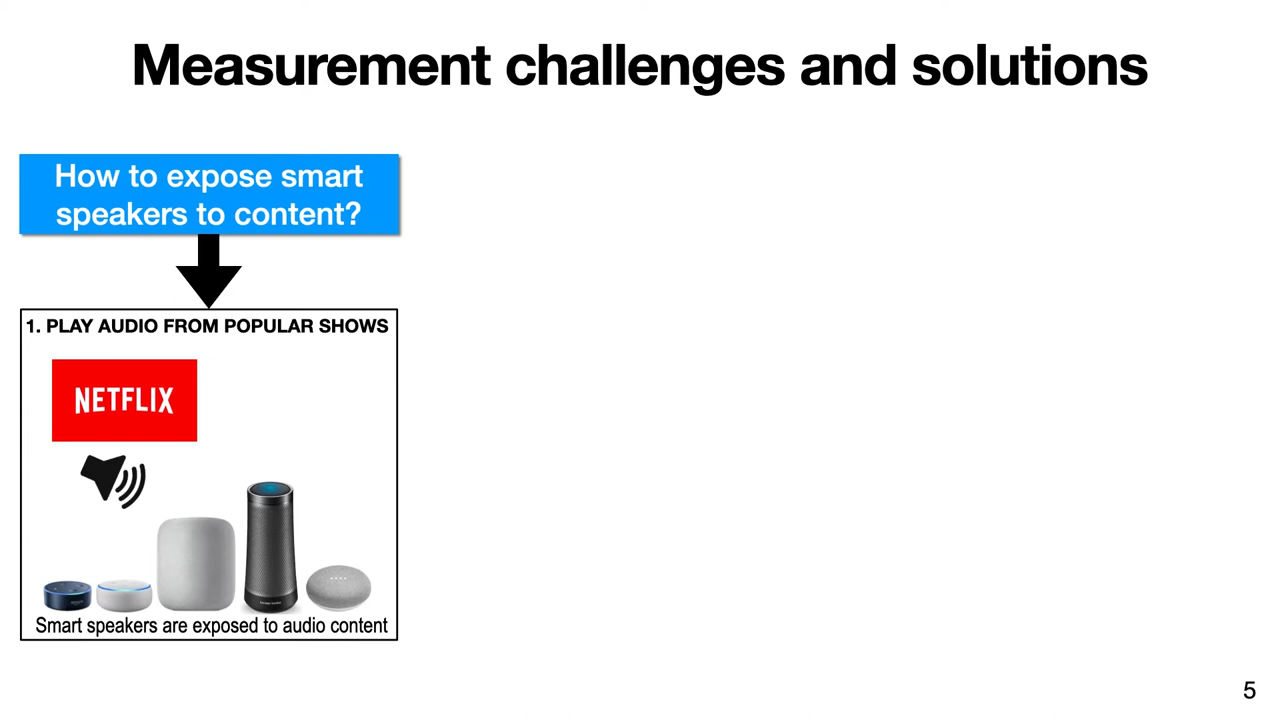 Measurement challenges and solutions
How to expose smart
speakers to content?
1. PLAY AUDIO FROM POPULAR SHOWS
NETFLIX
Smart speakers are exposed to audio content
5